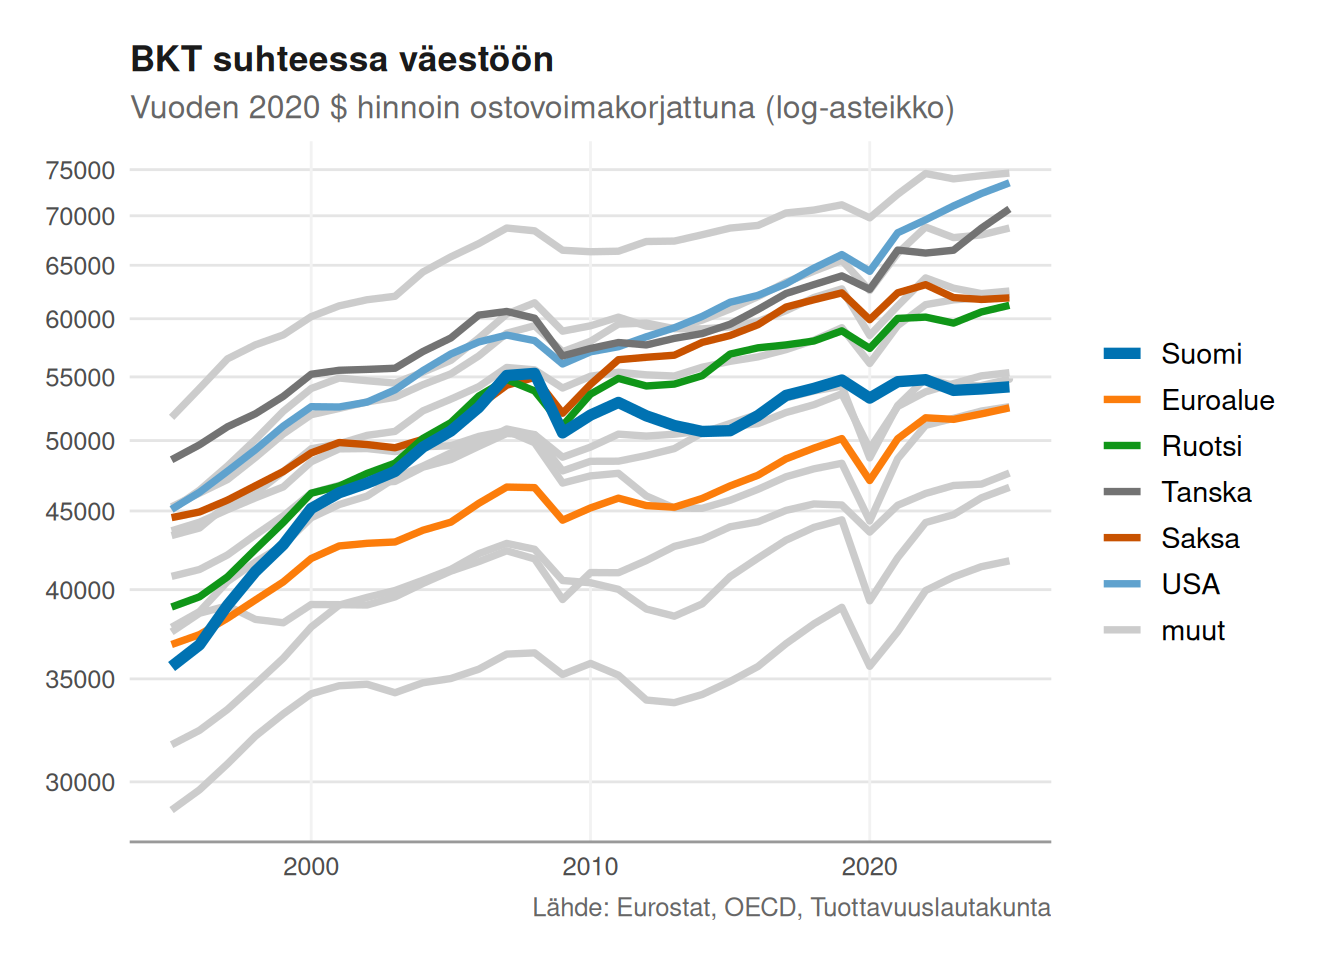 BKT suhteessa väestöön
Vuoden 2020 $ hinnoin ostovoimakorjattuna (log-asteikko)
75000
70000
65000
60000
55000
50000
45000
40000
35000
30000
2000
2010
2020
Suomi
Euroalue
Ruotsi
Tanska
Saksa
USA
muut
Lähde: Eurostat, OECD, Tuottavuuslautakunta